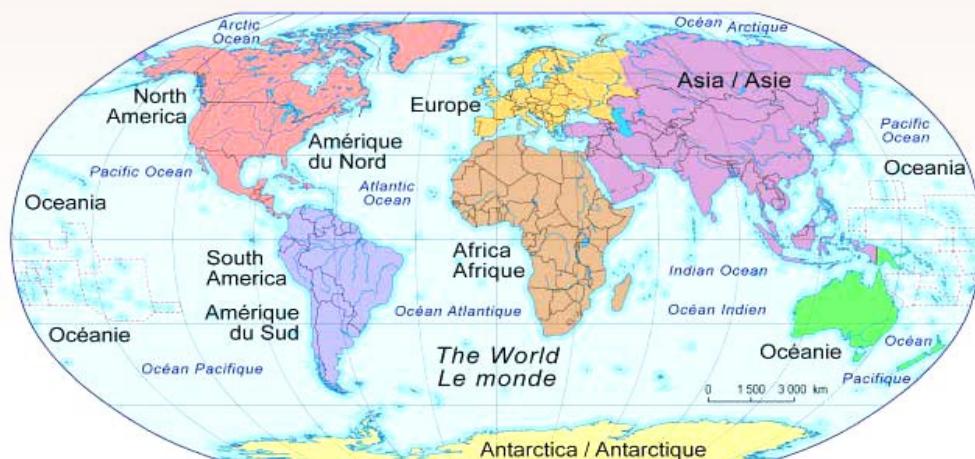 Arctic
Ocean
Océan
Arctique
North
America
Europe
Asia / Asie
Amérique
du Nord
Pacific
Ocean
Pacific Ocean
Oceania
Atlantic
Ocean
Oceania
South
America
Africa
Afrique
Indian Ocean
Amérique
du Sud
Océan Atlantique
Océan Indien
Océanie
Océanie
Océan
Pacifique
Océan Pacifique
The World
Le monde
0 1 500 3 000 km
Antarctica / Antarctique